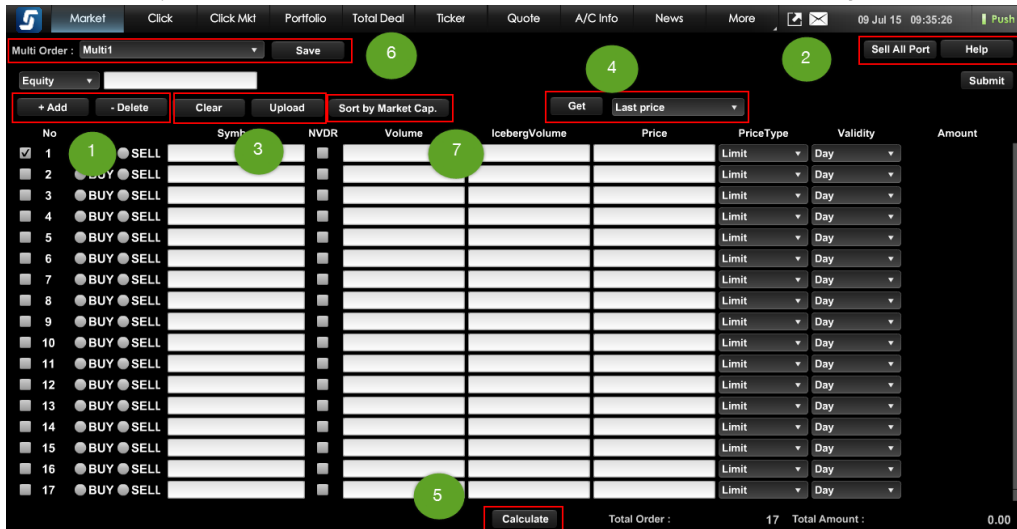 Market Click Click Mkt Portfolio Total Deal Ticker Quote A/C Info News More 09 Jul 15 09:35:26 Push
Multi Order : Multi1 Save 6 2 Sell All Port Help
4
Equity Submit
+ Add - Delete Clear Upload Sort by Market Cap. Get Last price
No Symb NVDR Volume IcebergVolume Price PriceType Validity Amount
1 1 SELL 3 7 Limit Day
2 BUY SELL Limit Day
3 BUY SELL Limit Day
4 BUY SELL Limit Day
5 BUY SELL Limit Day
6 BUY SELL Limit Day
7 BUY SELL Limit Day
8 BUY SELL Limit Day
9 BUY SELL Limit Day
10 BUY SELL Limit Day
11 BUY SELL Limit Day
12 BUY SELL Limit Day
13 BUY SELL Limit Day
14 BUY SELL Limit Day
15 BUY SELL Limit Day
16 BUY SELL Limit Day
17 BUY SELL Limit Day
5
Calculate Total Order : 17 Total Amount : 0.00